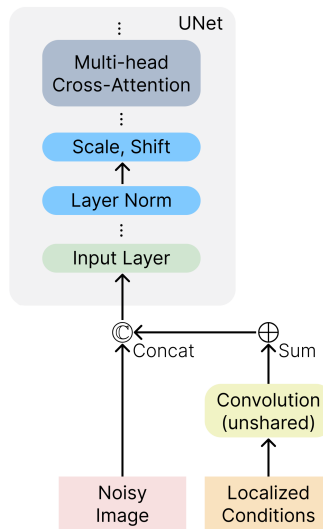 UNet
Multi-head
Cross-Attention
Scale, Shift
Layer Norm
Input Layer
ℂ
Concat
Sum
Convolution
(unshared)
Noisy
Image
Localized
Conditions